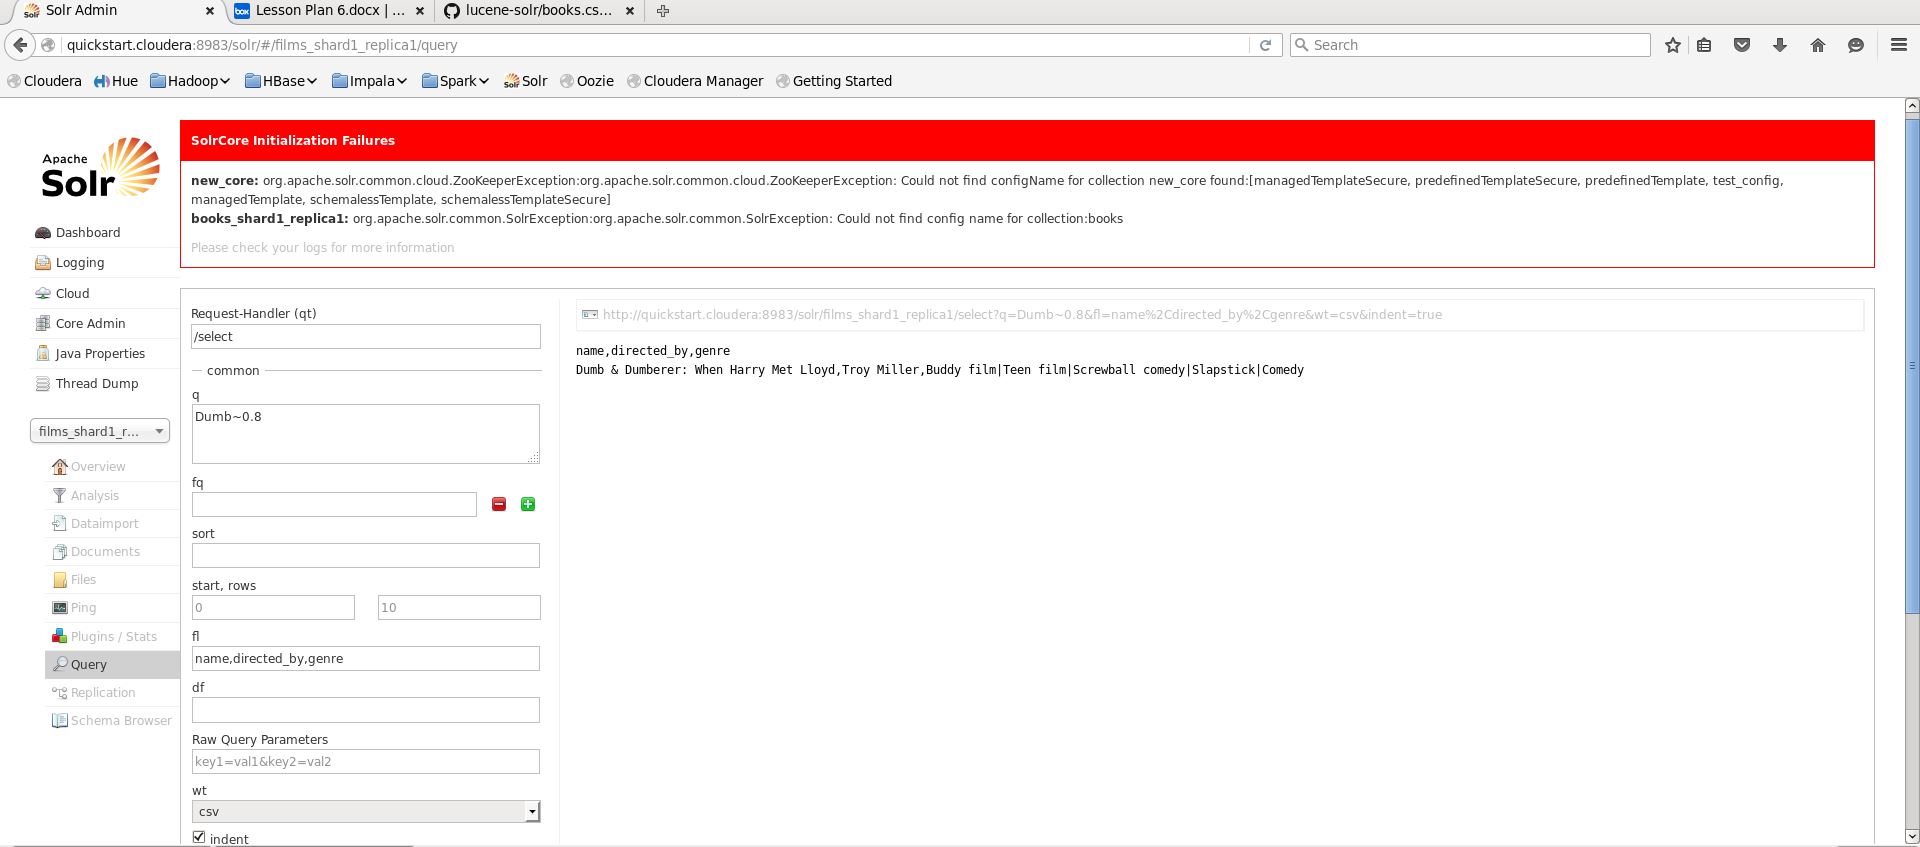 Solr Admin
Lesson Plan 6.docx | ...
lucene-solr/books.cs...
quickstart.cloudera:8983/solr/#/films_shard1_replica1/query
Search
Cloudera Hue Hadoop HBase Impala Spark Solr Oozie Cloudera Manager Getting Started
Apache
Solr
Dashboard
Logging
Cloud
Core Admin
Java Properties
Thread Dump
films_shard1_r...
Overview
Analysis
Dataimport
Documents
Files
Ping
Plugins / Stats
Query
Replication
Schema Browser
SolrCore Initialization Failures
new_core: org.apache.solr.common.cloud.ZooKeeperException:org.apache.solr.common.cloud.ZooKeeperException: Could not find configName for collection new_core found:[managedTemplateSecure, predefinedTemplateSecure, predefinedTemplate, test_config,
managedTemplate, schemalessTemplate, schemalessTemplateSecure]
books_shard1_replica1: org.apache.solr.common.SolrException:org.apache.solr.common.SolrException: Could not find config name for collection:books
Please check your logs for more information
Request-Handler (qt)
/select
common
q
Dumb~0.8
fq
sort
start, rows
0 10
fl
name,directed_by,genre
df
Raw Query Parameters
key1=val1&key2=val2
wt
csv
indent
http://quickstart.cloudera:8983/solr/films_shard1_replica1/select?q=Dumb~0.8&fl=name%2Cdirected_by%2Cgenre&wt=csv&indent=true
name,directed_by,genre
Dumb & Dumberer: When Harry Met Lloyd,Troy Miller,Buddy film|Teen film|Screwball comedy|Slapstick|Comedy